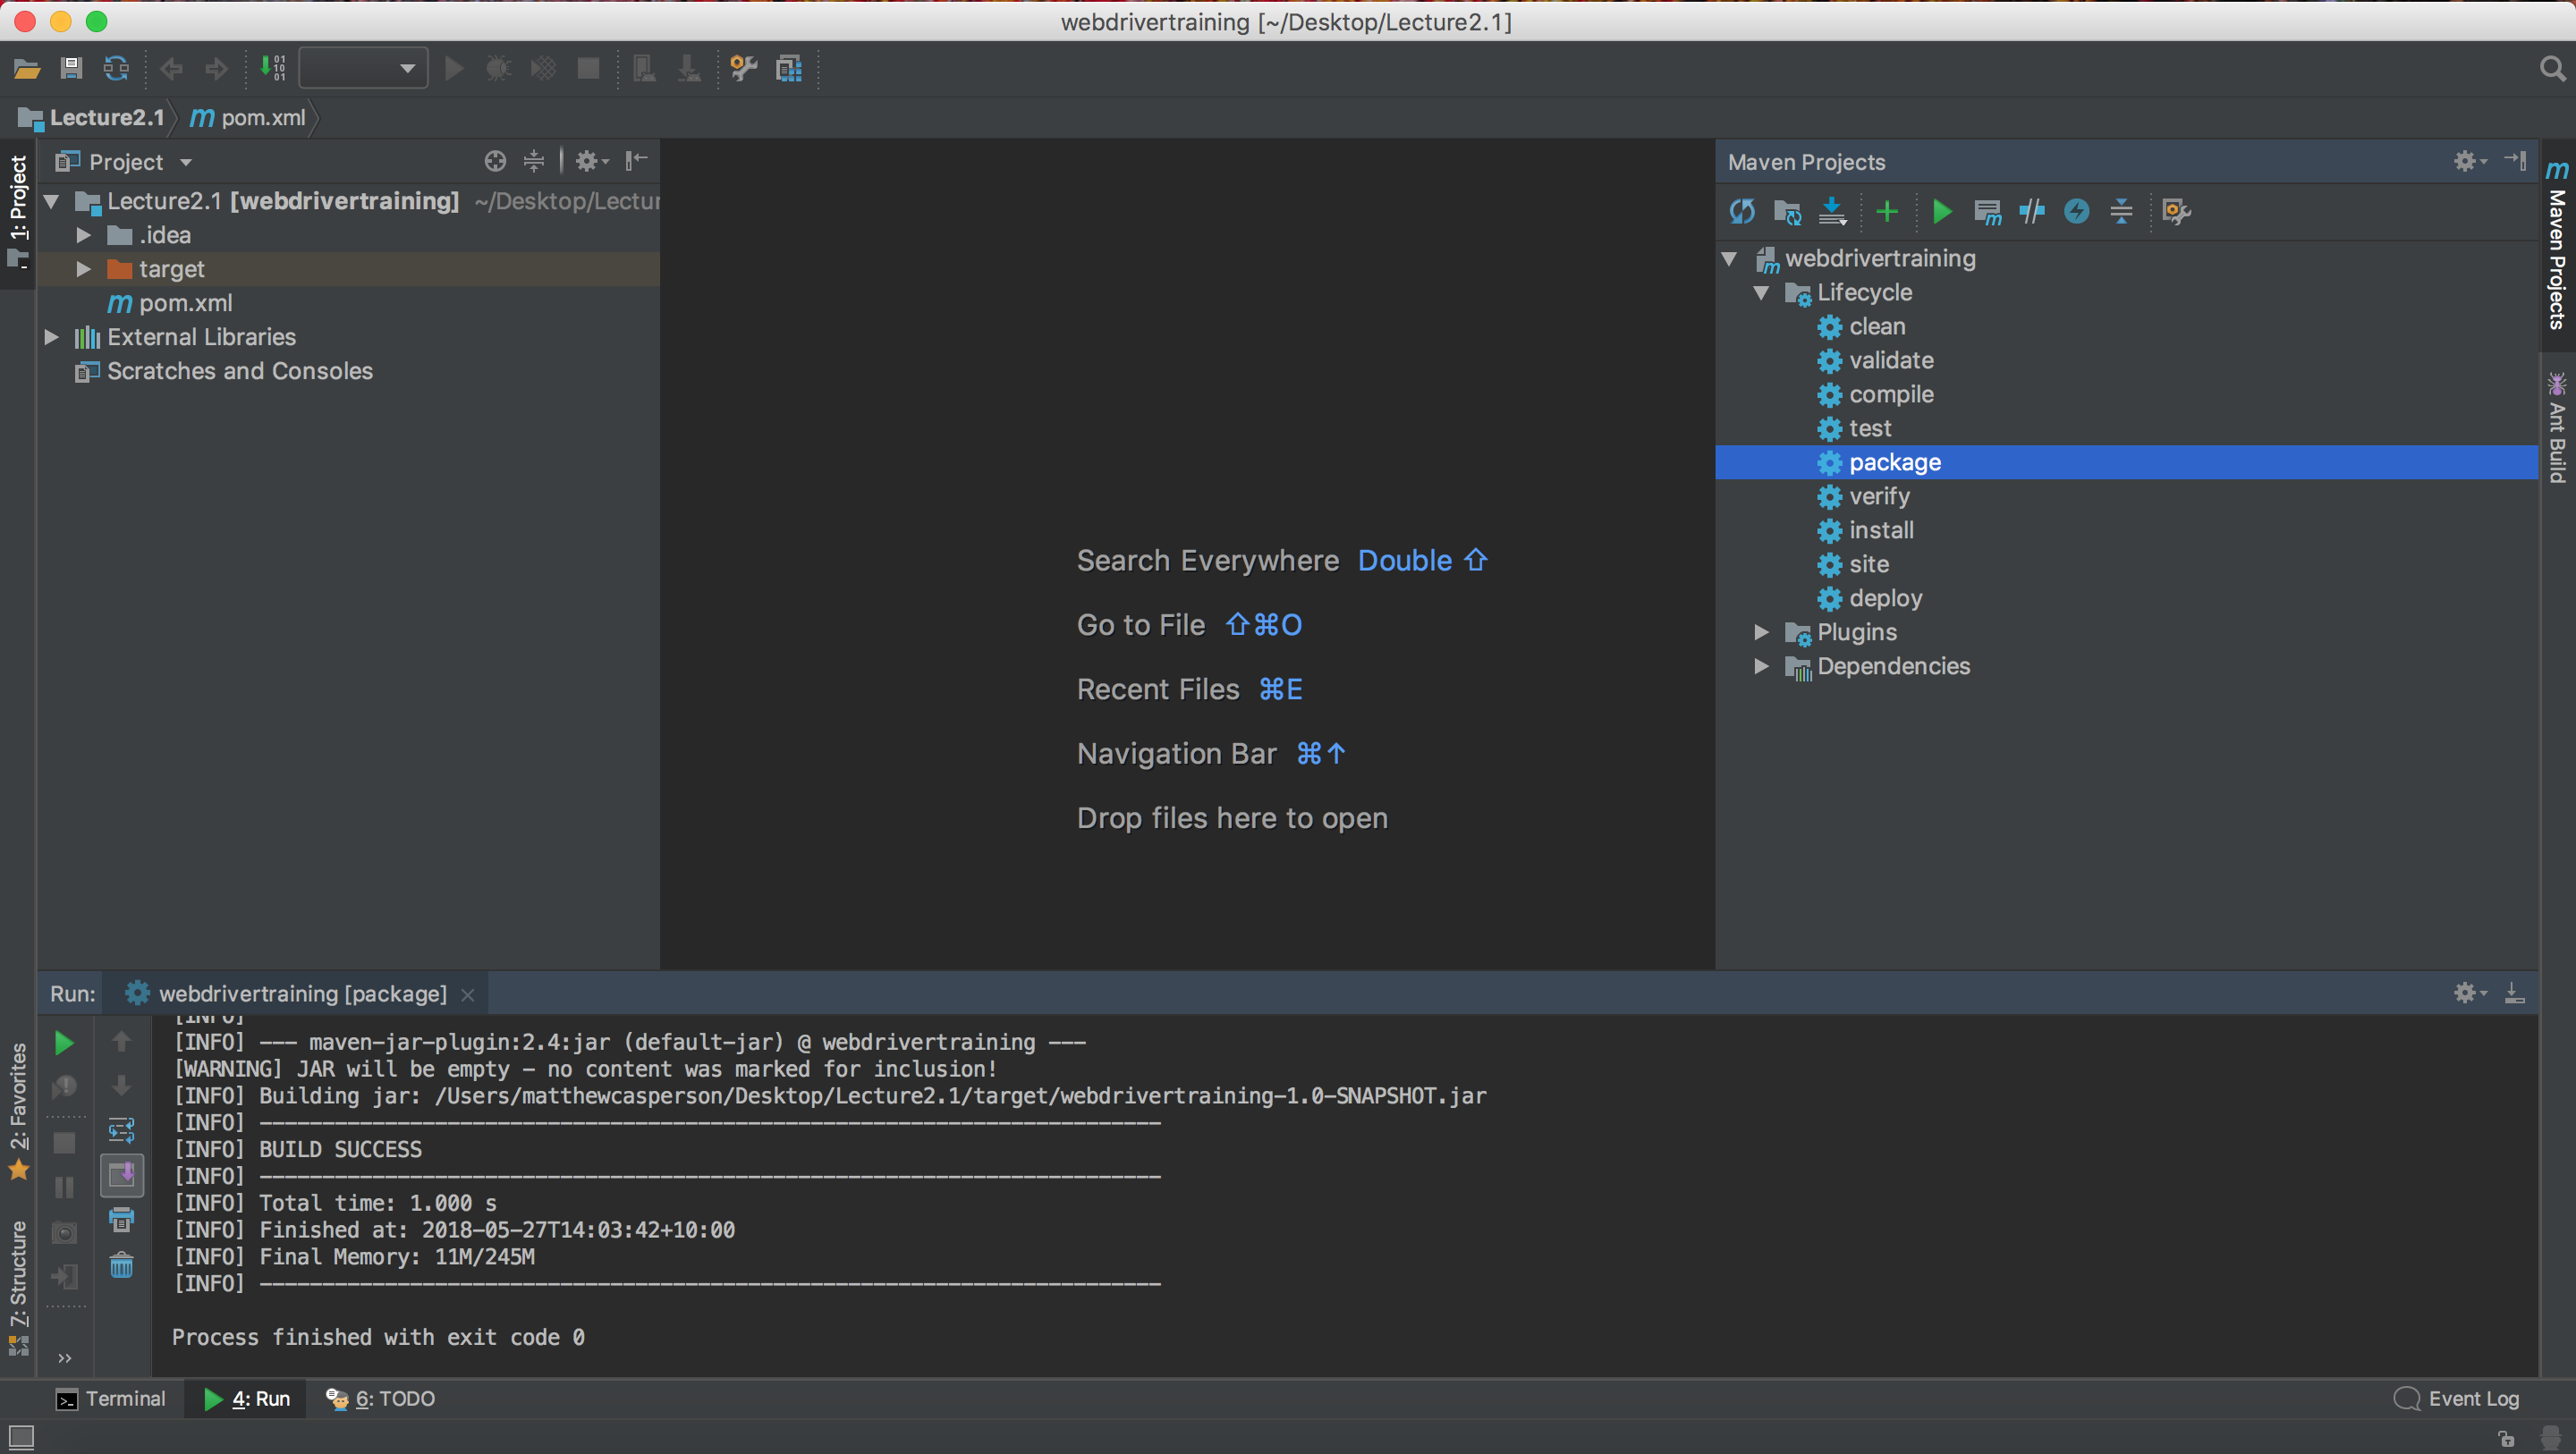 webdrivertraining [~/Desktop/Lecture2.1]
Lecture2.1 pom.xml
1: Project
Project
Lecture2.1 [webdrivertraining] ~/Desktop/Lectur
.idea
target
pom.xml
External Libraries
Scratches and Consoles
Search Everywhere Double ⇧
Go to File ⇧⌘O
Recent Files ⌘E
Navigation Bar ⌘↑
Drop files here to open
Maven Projects
webdrivertraining
Lifecycle
clean
validate
compile
test
package
verify
install
site
deploy
Plugins
Dependencies
Maven Projects
Ant Build
Run: webdrivertraining [package]
[INFO]
[INFO] --- maven-jar-plugin:2.4:jar (default-jar) @ webdrivertraining ---
[WARNING] JAR will be empty - no content was marked for inclusion!
[INFO] Building jar: /Users/matthewcasperson/Desktop/Lecture2.1/target/webdrivertraining-1.0-SNAPSHOT.jar
[INFO] ------------------------------------------------------------------------
[INFO] BUILD SUCCESS
[INFO] ------------------------------------------------------------------------
[INFO] Total time: 1.000 s
[INFO] Finished at: 2018-05-27T14:03:42+10:00
[INFO] Final Memory: 11M/245M
[INFO] ------------------------------------------------------------------------
Process finished with exit code 0
2: Favorites
7: Structure
Terminal 4: Run 6: TODO Event Log